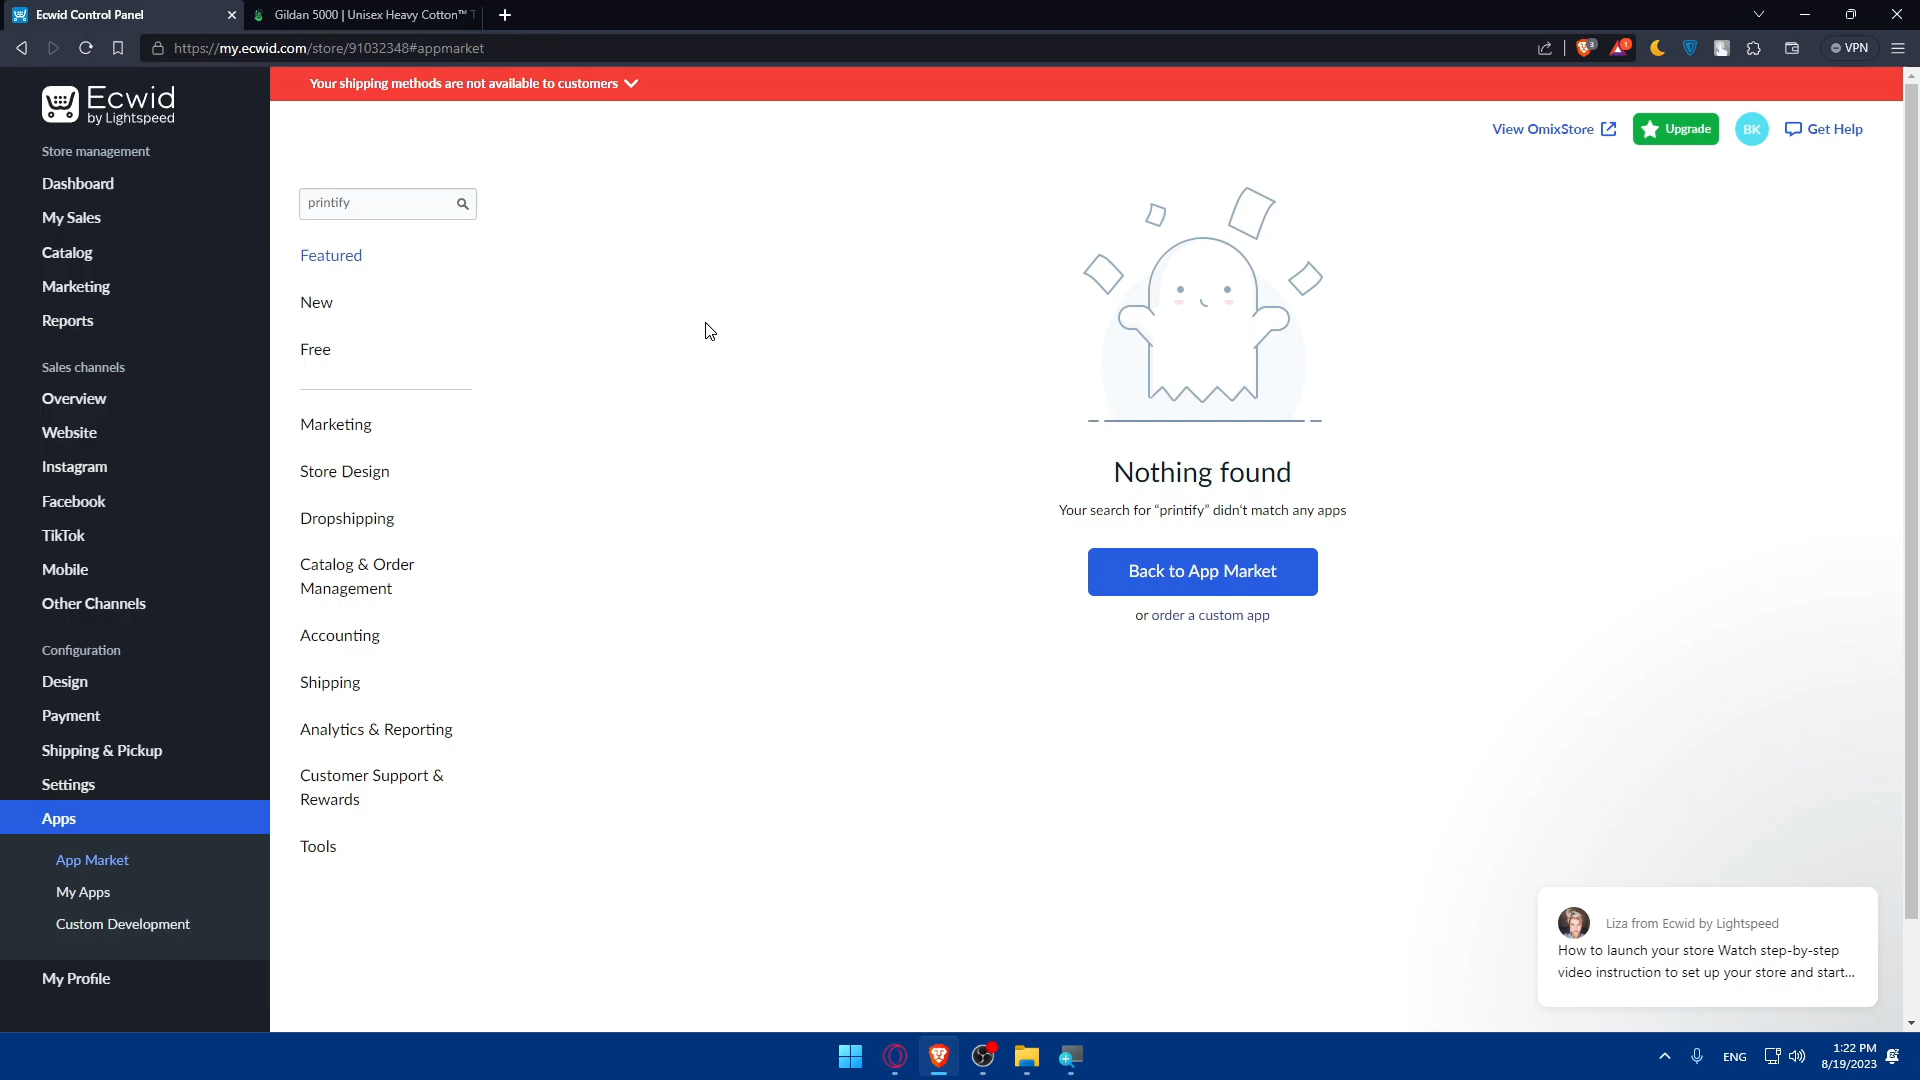 Ecwid Control Panel
Gildan 5000 | Unisex Heavy Cotton™ T
https://my.ecwid.com/store/91032348#appmarket
3
1
VPN
Ecwid
by Lightspeed
Your shipping methods are not available to customers
View OmixStore
Upgrade
BK
Get Help
Store management
Dashboard
My Sales
Catalog
Marketing
Reports
Sales channels
Overview
Website
Instagram
Facebook
TikTok
Mobile
Other Channels
Configuration
Design
Payment
Shipping & Pickup
Settings
Apps
App Market
My Apps
Custom Development
My Profile
printify
Featured
New
Free
Marketing
Store Design
Dropshipping
Catalog & Order
Management
Accounting
Shipping
Analytics & Reporting
Customer Support &
Rewards
Tools
Nothing found
Your search for "printify" didn't match any apps
Back to App Market
or order a custom app
Liza from Ecwid by Lightspeed
How to launch your store Watch step-by-step
video instruction to set up your store and start...
ENG
1:22 PM
8/19/2023